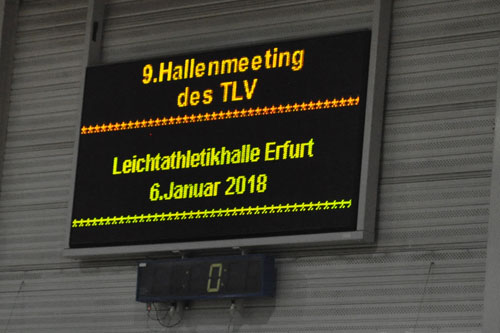 9.Hallenmeeting
des TLV
****************************************
Leichtathletikhalle Erfurt
6.Januar 2018
****************************************
0